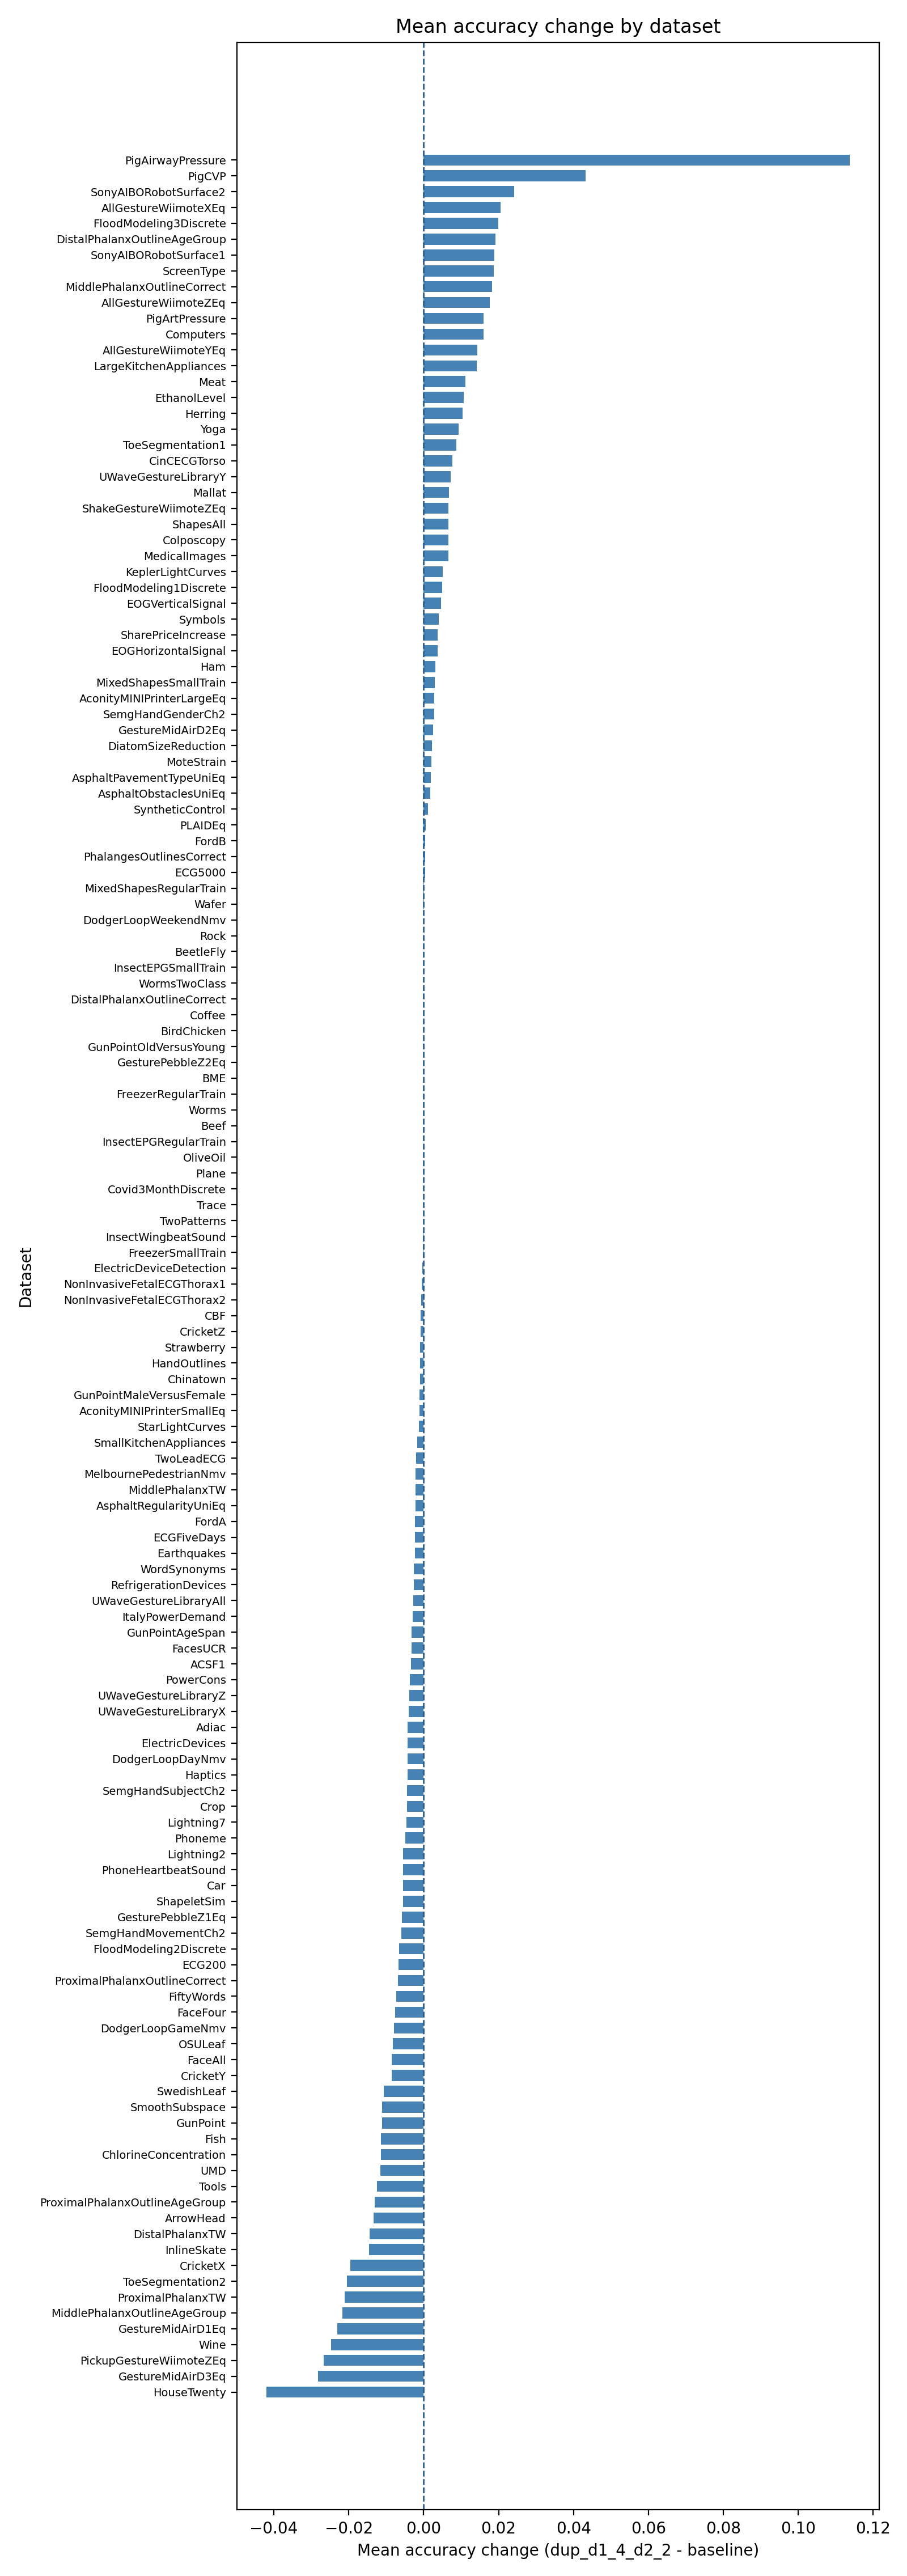 Mean accuracy change by dataset
PigAirwayPressure
PigCVP
SonyAIBORobotSurface2
AllGestureWiimoteXEq
FloodModeling3Discrete
DistalPhalanxOutlineAgeGroup
SonyAIBORobotSurface1
ScreenType
MiddlePhalanxOutlineCorrect
AllGestureWiimoteZEq
PigArtPressure
Computers
AllGestureWiimoteYEq
LargeKitchenAppliances
Meat
EthanolLevel
Herring
Yoga
ToeSegmentation1
CinCECGTorso
UWaveGestureLibraryY
Mallat
ShakeGestureWiimoteZEq
ShapesAll
Colposcopy
MedicalImages
KeplerLightCurves
FloodModeling1Discrete
EOGVerticalSignal
Symbols
SharePriceIncrease
EOGHorizontalSignal
Ham
MixedShapesSmallTrain
AconityMINIPrinterLargeEq
SemgHandGenderCh2
GestureMidAirD2Eq
DiatomSizeReduction
MoteStrain
AsphaltPavementTypeUniEq
AsphaltObstaclesUniEq
SyntheticControl
PLAIDEq
FordB
PhalangesOutlinesCorrect
ECG5000
MixedShapesRegularTrain
Wafer
DodgerLoopWeekendNmv
Rock
BeetleFly
InsectEPGSmallTrain
WormsTwoClass
DistalPhalanxOutlineCorrect
Coffee
BirdChicken
GunPointOldVersusYoung
GesturePebbleZ2Eq
BME
FreezerRegularTrain
Worms
Beef
InsectEPGRegularTrain
OliveOil
Plane
Covid3MonthDiscrete
Trace
TwoPatterns
InsectWingbeatSound
FreezerSmallTrain
ElectricDeviceDetection
NonInvasiveFetalECGThorax1
NonInvasiveFetalECGThorax2
CBF
CricketZ
Strawberry
HandOutlines
Chinatown
GunPointMaleVersusFemale
AconityMINIPrinterSmallEq
StarLightCurves
SmallKitchenAppliances
TwoLeadECG
MelbournePedestrianNmv
MiddlePhalanxTW
AsphaltRegularityUniEq
FordA
ECGFiveDays
Earthquakes
WordSynonyms
RefrigerationDevices
UWaveGestureLibraryAll
ItalyPowerDemand
GunPointAgeSpan
FacesUCR
ACSF1
PowerCons
UWaveGestureLibraryZ
UWaveGestureLibraryX
Adiac
ElectricDevices
DodgerLoopDayNmv
Haptics
SemgHandSubjectCh2
Crop
Lightning7
Phoneme
Lightning2
PhoneHeartbeatSound
Car
ShapeletSim
GesturePebbleZ1Eq
SemgHandMovementCh2
FloodModeling2Discrete
ECG200
ProximalPhalanxOutlineCorrect
FiftyWords
FaceFour
DodgerLoopGameNmv
OSULeaf
FaceAll
CricketY
SwedishLeaf
SmoothSubspace
GunPoint
Fish
ChlorineConcentration
UMD
Tools
ProximalPhalanxOutlineAgeGroup
ArrowHead
DistalPhalanxTW
InlineSkate
CricketX
ToeSegmentation2
ProximalPhalanxTW
MiddlePhalanxOutlineAgeGroup
GestureMidAirD1Eq
Wine
PickupGestureWiimoteZEq
GestureMidAirD3Eq
HouseTwenty
Dataset
−0.04 −0.02 0.00 0.02 0.04 0.06 0.08 0.10 0.12
Mean accuracy change (dup_d1_4_d2_2 - baseline)